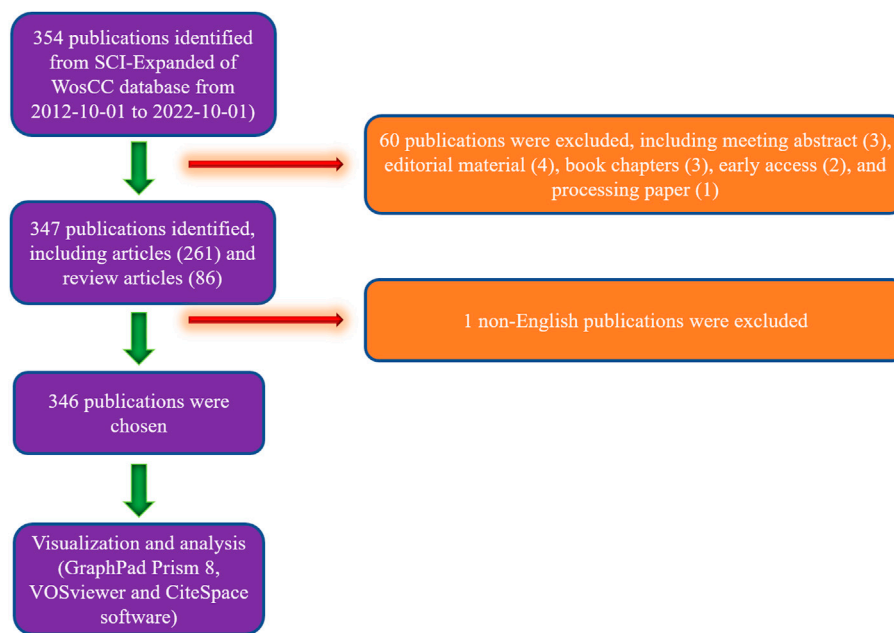 354 publications identified
from SCI-Expanded of
WosCC database from
2012-10-01 to 2022-10-01)
60 publications were excluded, including meeting abstract (3),
editorial material (4), book chapters (3), early access (2), and
processing paper (1)
347 publications identified,
including articles (261) and
review articles (86)
1 non-English publications were excluded
346 publications were
chosen
Visualization and analysis
(GraphPad Prism 8,
VOSviewer and CiteSpace
software)